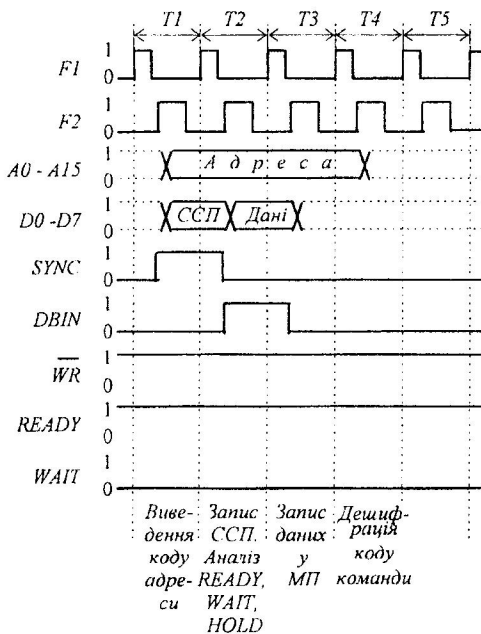 T1 T2 T3 T4 T5
F1 1 0
F2 1 0
A0 - A15 1 0 Адреса
D0 -D7 1 0 ССП Дані
SYNC 1 0
DBIN 1 0
WR 1 0
READY 1 0
WAIT 1 0
Виве-
дення
коду
адре-
си
Запис
ССП.
Аналіз
READY,
WAIT,
HOLD
Запис
даних
у
МП
Дешиф-
рація
коду
команди